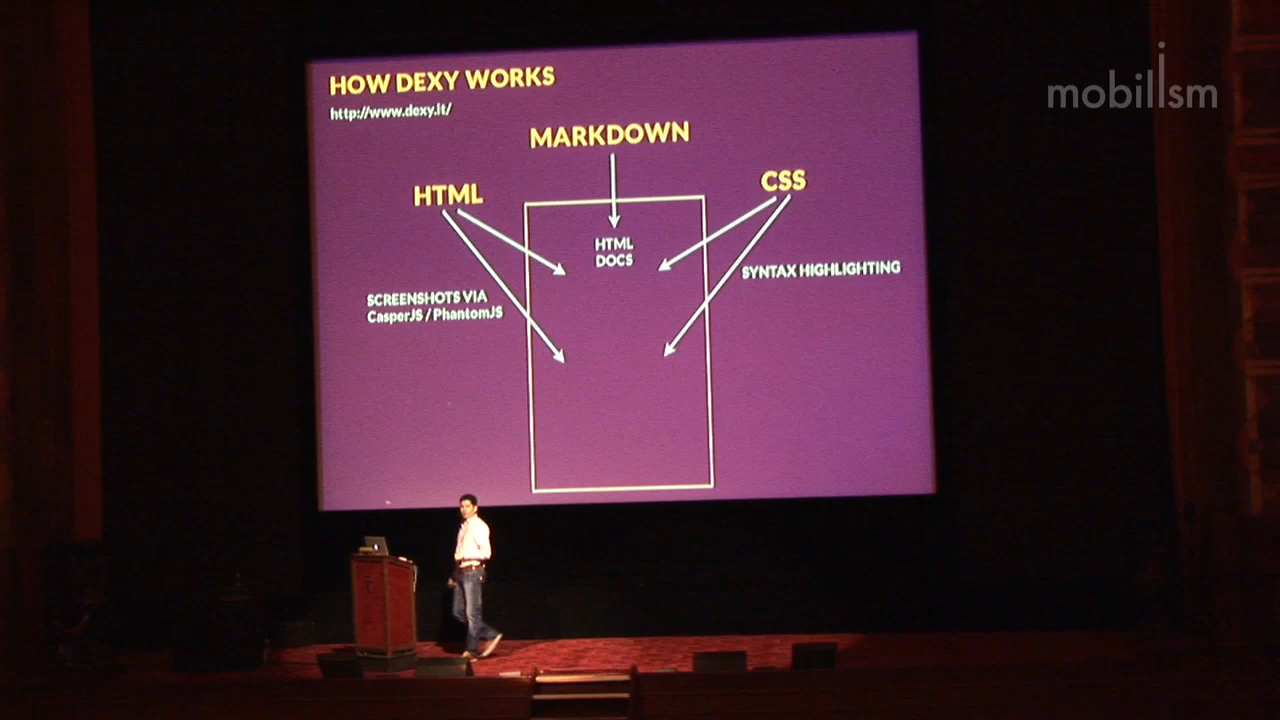 HOW DEXY WORKS
http://www.dexy.it/
mobilism
MARKDOWN
HTML
CSS
HTML
DOCS
SYNTAX HIGHLIGHTING
SCREENSHOTS VIA
CasperJS / PhantomJS